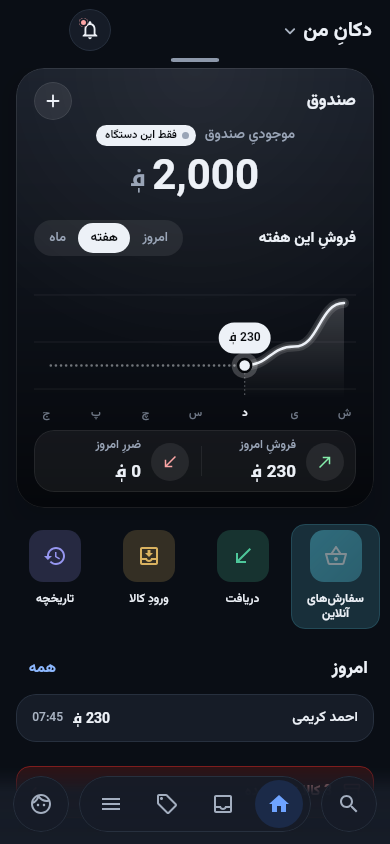 دکانِ من
صندوق
موجودیِ صندوق
فقط این دستگاه
2,000 ؋
فروشِ این هفته
امروز
هفته
ماه
230 ؋
ش
ی
د
س
چ
پ
ج
فروشِ امروز
230 ؋
ضررِ امروز
0 ؋
سفارش‌های
آنلاین
دریافت
ورودِ کالا
تاریخچه
امروز
همه
احمد کریمی
230 ؋
07:45